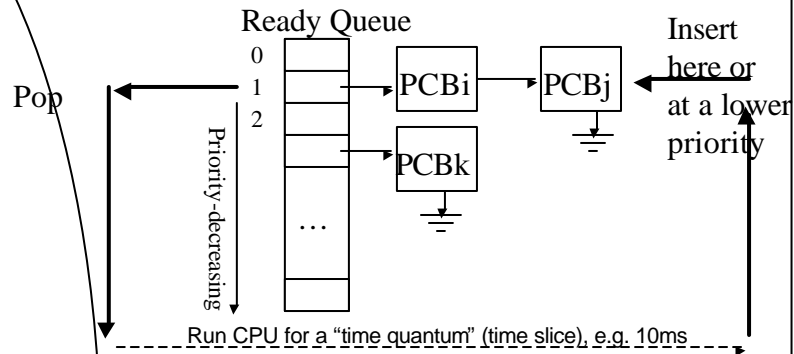 Ready Queue
0
1
2
Pop
Priority-decreasing
PCBi
PCBj
PCBk
…
Insert
here or
at a lower
priority
Run CPU for a “time quantum” (time slice), e.g. 10ms